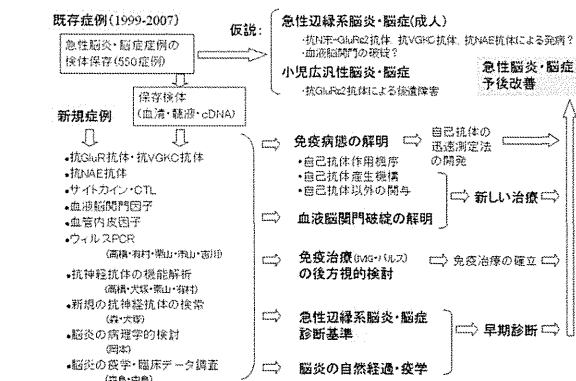 既存症例(1999-2007)
急性脳炎・脳症症例の
検体保存(550症例)
仮説:
急性辺縁系脳炎・脳症(成人)
・抗N末-GluRε2抗体、抗VGKC抗体、抗NAE抗体による発病?
・血液脳関門の破綻?
小児広汎性脳炎・脳症
・抗GluRε2抗体による後遺障害
急性脳炎・脳症
予後改善
保存検体
(血清・髄液・cDNA)
新規症例
•抗GluR抗体・抗VGKC抗体
•抗NAE抗体
•サイトカイン・CTL
•血液脳関門因子
•血管内皮因子
•ウィルスPCR
•抗神経抗体の機能解析
•新規の抗神経抗体の検索
(森・犬塚)
•脳炎の病理学的検討
(岡本)
•脳炎の疫学・臨床データ調査
免疫病態の解明
•自己抗体作用機序
•自己抗体産生機構
•自己抗体以外の関与
自己抗体の
迅速測定法
の開発
血液脳関門破綻の解明
新しい治療
免疫治療(IMG・パルス)
の後方視的検討
免疫治療の確立
急性辺縁系脳炎・脳症
診断基準
早期診断
脳炎の自然経過・疫学